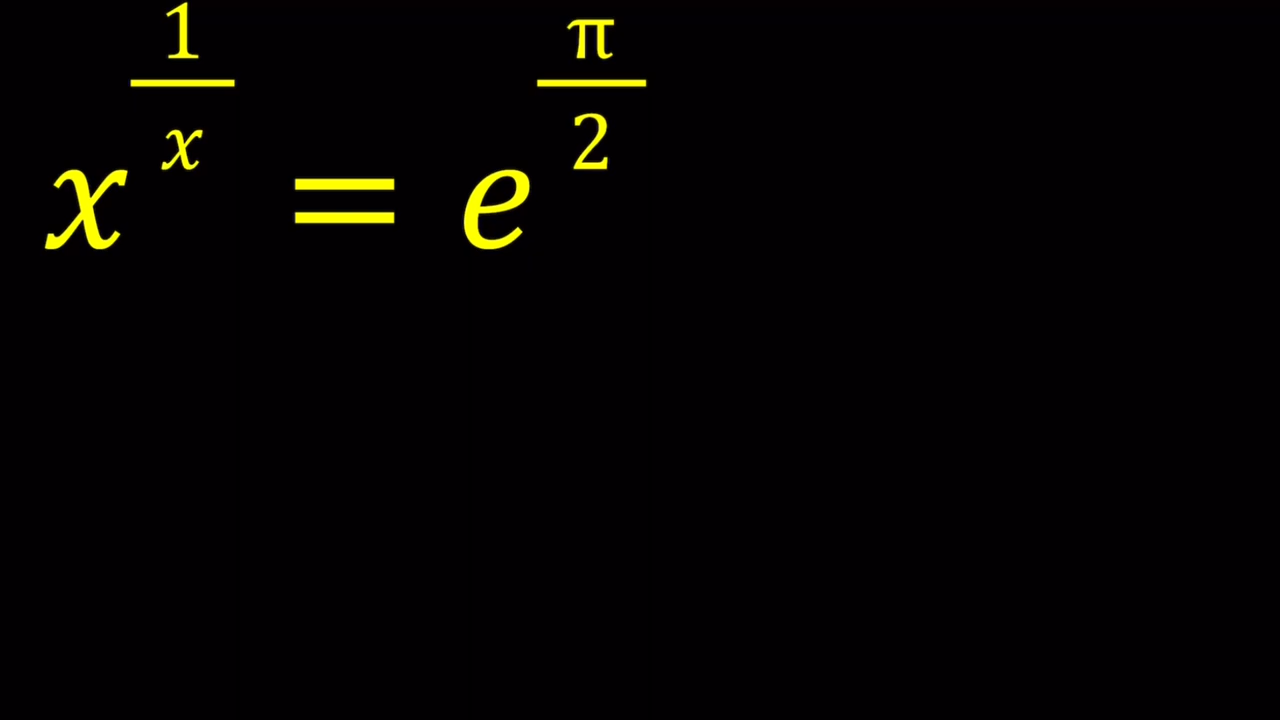 x^(1/x) = e^(π/2)